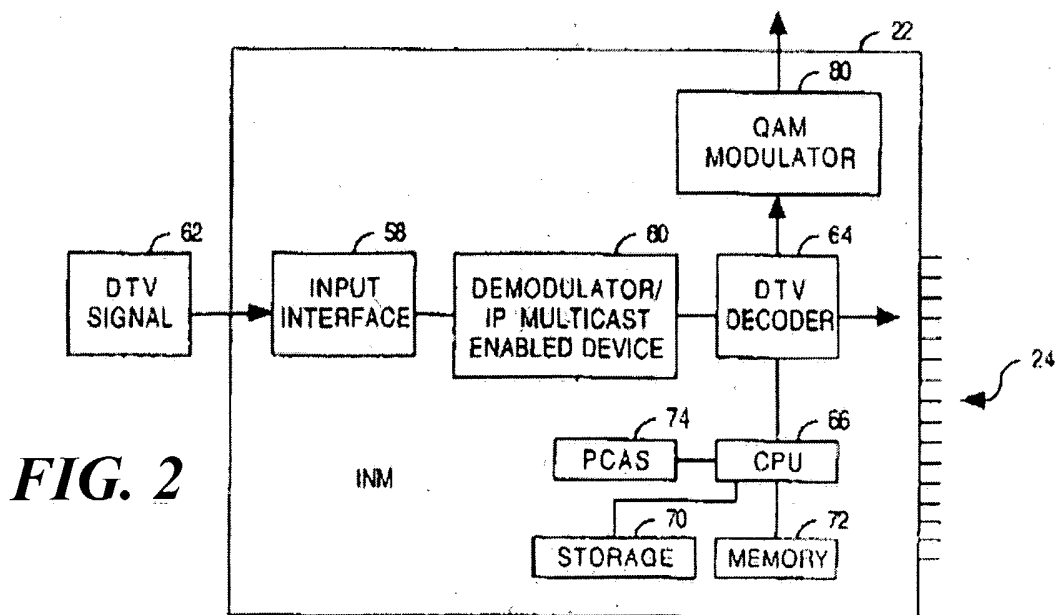 22
80
QAM
MODULATOR
62
58
60
64
DTV
SIGNAL
INPUT
INTERFACE
DEMODULATOR/
IP MULTICAST
ENABLED DEVICE
DTV
DECODER
24
74
66
PCAS
CPU
FIG. 2
INM
70
72
STORAGE
MEMORY